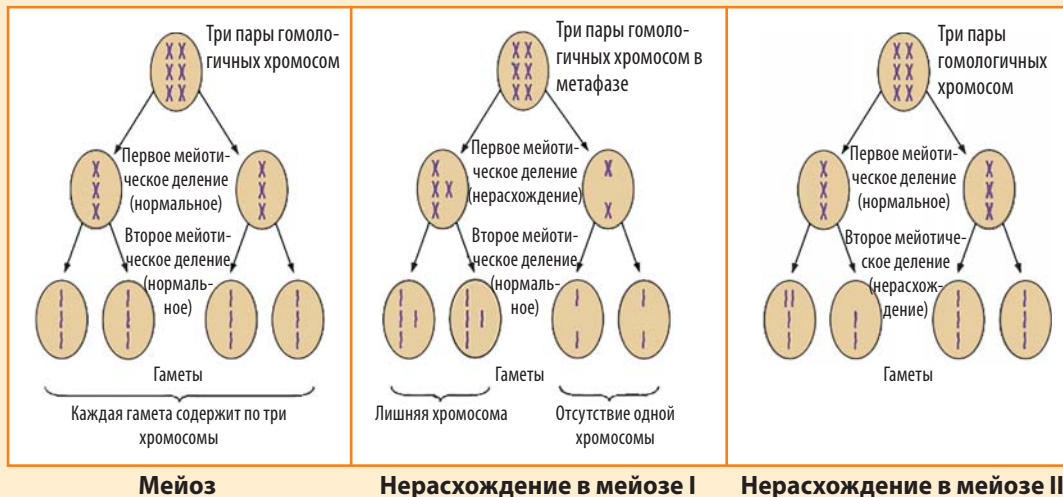 Три пары гомоло-
гичных хромосом
Первое мейоти-
ческое деление
(нормальное)
Второе мейоти-
ческое деление
(нормаль-
ное)
Гаметы
Каждая гамета содержит по три
хромосомы
Мейоз
Три пары гомоло-
гичных хромосом в
метафазе
Первое мейоти-
ческое деление
(нерасхождение)
Второе мейоти-
ческое деление
(нормаль-
ное)
Гаметы
Лишняя хромосома
Отсутствие одной
хромосомы
Нерасхождение в мейозе I
Три пары
гомологичных
хромосом
Первое мейоти-
ческое деление
(нормальное)
Второе мейотиче-
ское деление
(нерасхож-
дение)
Гаметы
Нерасхождение в мейозе II